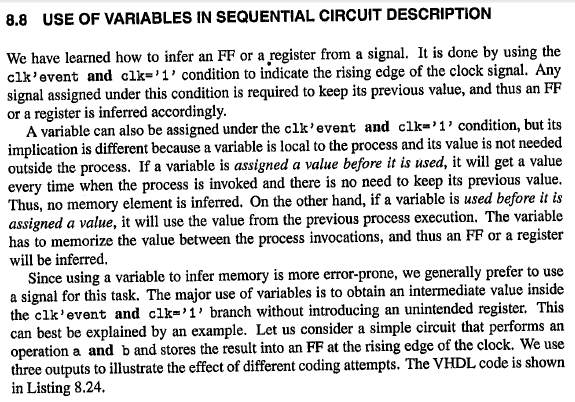 8.8 USE OF VARIABLES IN SEQUENTIAL CIRCUIT DESCRIPTION
We have learned how to infer an FF or a register from a signal. It is done by using the
clk'event and clk='1' condition to indicate the rising edge of the clock signal. Any
signal assigned under this condition is required to keep its previous value, and thus an FF
or a register is inferred accordingly.
A variable can also be assigned under the clk'event and clk='1' condition, but its
implication is different because a variable is local to the process and its value is not needed
outside the process. If a variable is assigned a value before it is used, it will get a value
every time when the process is invoked and there is no need to keep its previous value.
Thus, no memory element is inferred. On the other hand, if a variable is used before it is
assigned a value, it will use the value from the previous process execution. The variable
has to memorize the value between the process invocations, and thus an FF or a register
will be inferred.
Since using a variable to infer memory is more error-prone, we generally prefer to use
a signal for this task. The major use of variables is to obtain an intermediate value inside
the clk'event and clk='1' branch without introducing an unintended register. This
can best be explained by an example. Let us consider a simple circuit that performs an
operation a and b and stores the result into an FF at the rising edge of the clock. We use
three outputs to illustrate the effect of different coding attempts. The VHDL code is shown
in Listing 8.24.